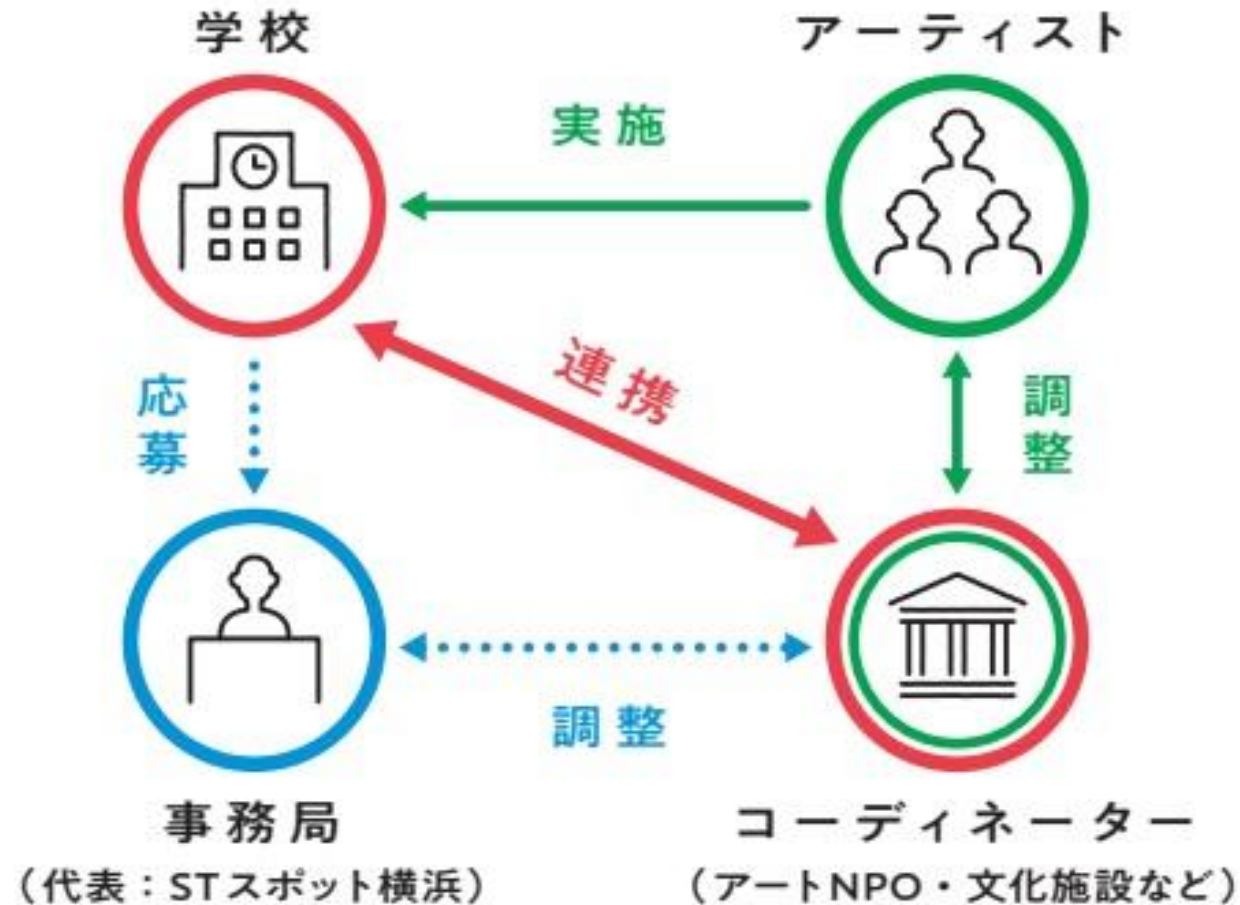 学校
アーティスト
実施
連携
応募
調整
調整
事務局
（代表：STスポット横浜）
コーディネーター
（アートNPO・文化施設など）